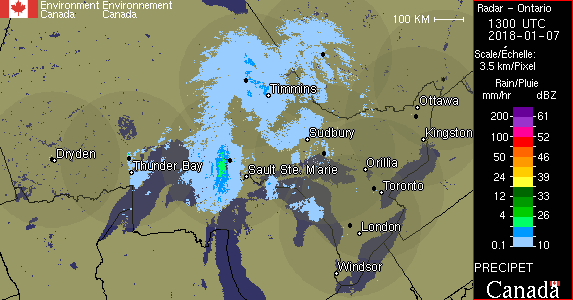 Environment Environnement
Canada Canada
100 KM
Timmins
Ottawa
Sudbury
Kingston
Dryden
Thunder Bay
Sault Ste. Marie
Orillia
Toronto
London
Windsor
Radar - Ontario
1300 UTC
2018-01-07
Scale/Échelle:
3.5 km/Pixel
Rain/Pluie
mm/hr dBZ
200 61
100 52
50 46
24 39
12 33
4 26
0.1 10
PRECIPET
Canada